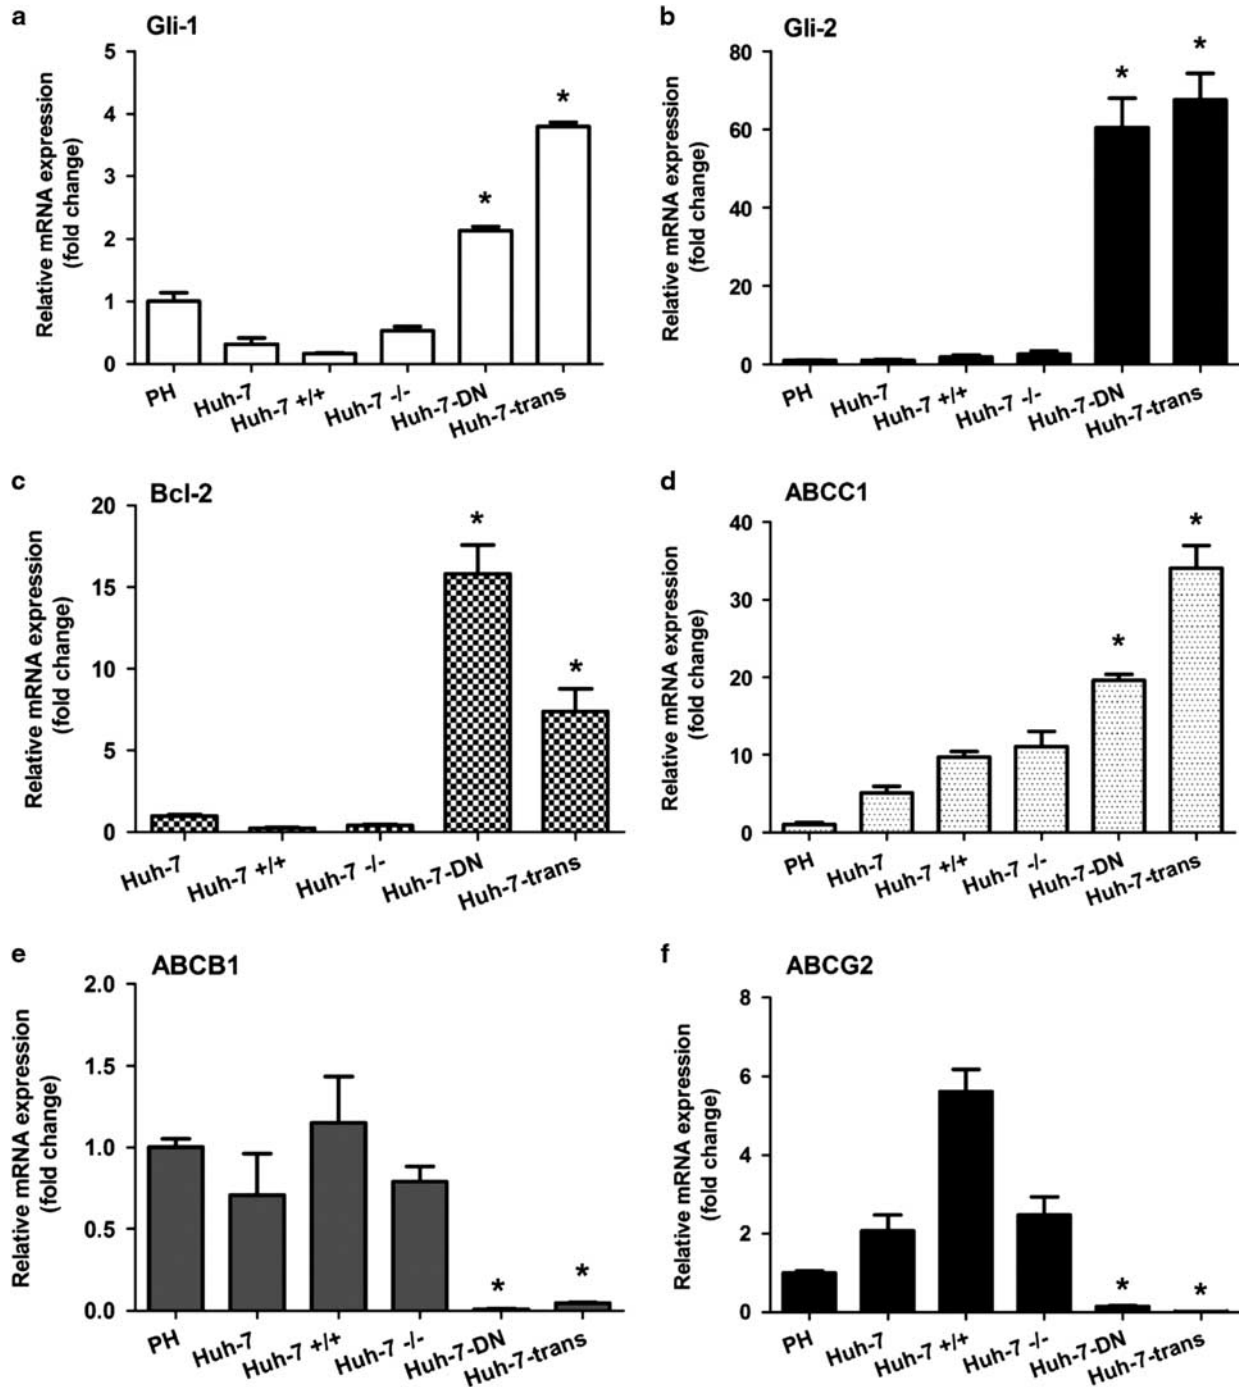 a
Gli-1
Relative mRNA expression
(fold change)
5
4
3
2
1
0
*
*
PH
Huh-7
Huh-7 +/+
Huh-7 -/-
Huh-7-DN
Huh-7-trans
b
Gli-2
Relative mRNA expression
(fold change)
80
60
40
20
0
*
*
PH
Huh-7
Huh-7 +/+
Huh-7 -/-
Huh-7-DN
Huh-7-trans
c
Bcl-2
Relative mRNA expression
(fold change)
20
15
10
5
0
*
*
Huh-7
Huh-7 +/+
Huh-7 -/-
Huh-7-DN
Huh-7-trans
d
ABCC1
Relative mRNA expression
(fold change)
40
30
20
10
0
*
*
PH
Huh-7
Huh-7 +/+
Huh-7 -/-
Huh-7-DN
Huh-7-trans
e
ABCB1
Relative mRNA expression
(fold change)
2.0
1.5
1.0
0.5
0.0
*
*
PH
Huh-7
Huh-7 +/+
Huh-7 -/-
Huh-7-DN
Huh-7-trans
f
ABCG2
Relative mRNA expression
(fold change)
8
6
4
2
0
*
*
PH
Huh-7
Huh-7 +/+
Huh-7 -/-
Huh-7-DN
Huh-7-trans